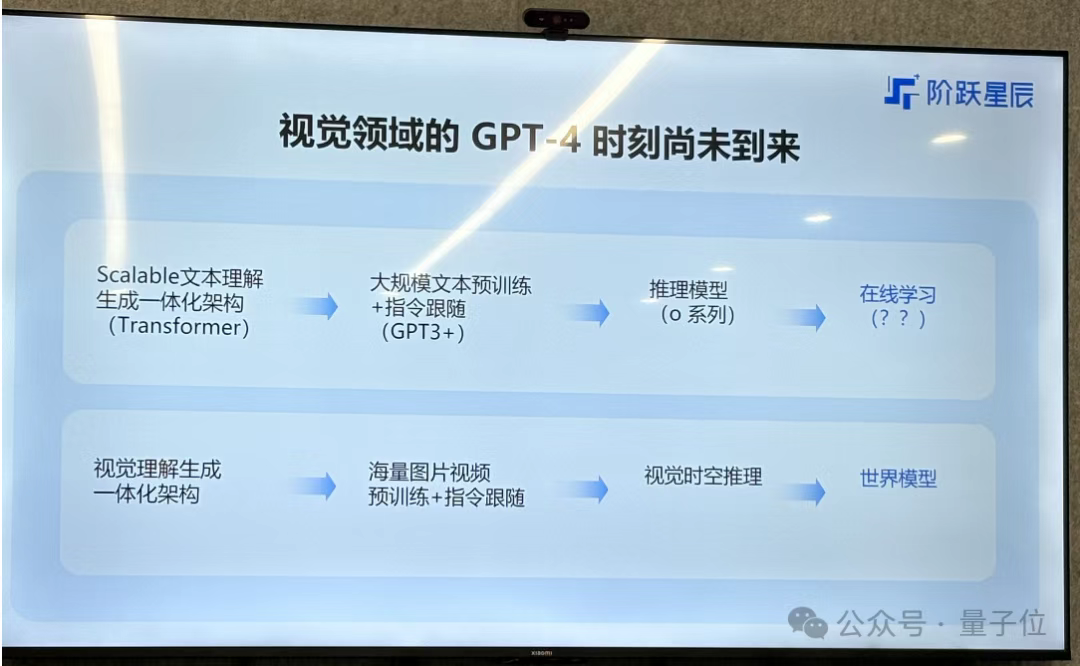 阶跃星辰
视觉领域的 GPT-4 时刻尚未到来
Scalable文本理解
生成一体化架构
（Transformer）
大规模文本预训练
+指令跟随
（GPT3+）
推理模型
（o 系列）
在线学习
（？？）
视觉理解生成
一体化架构
海量图片视频
预训练+指令跟随
视觉时空推理
世界模型
公众号 · 量子位
xiaomi